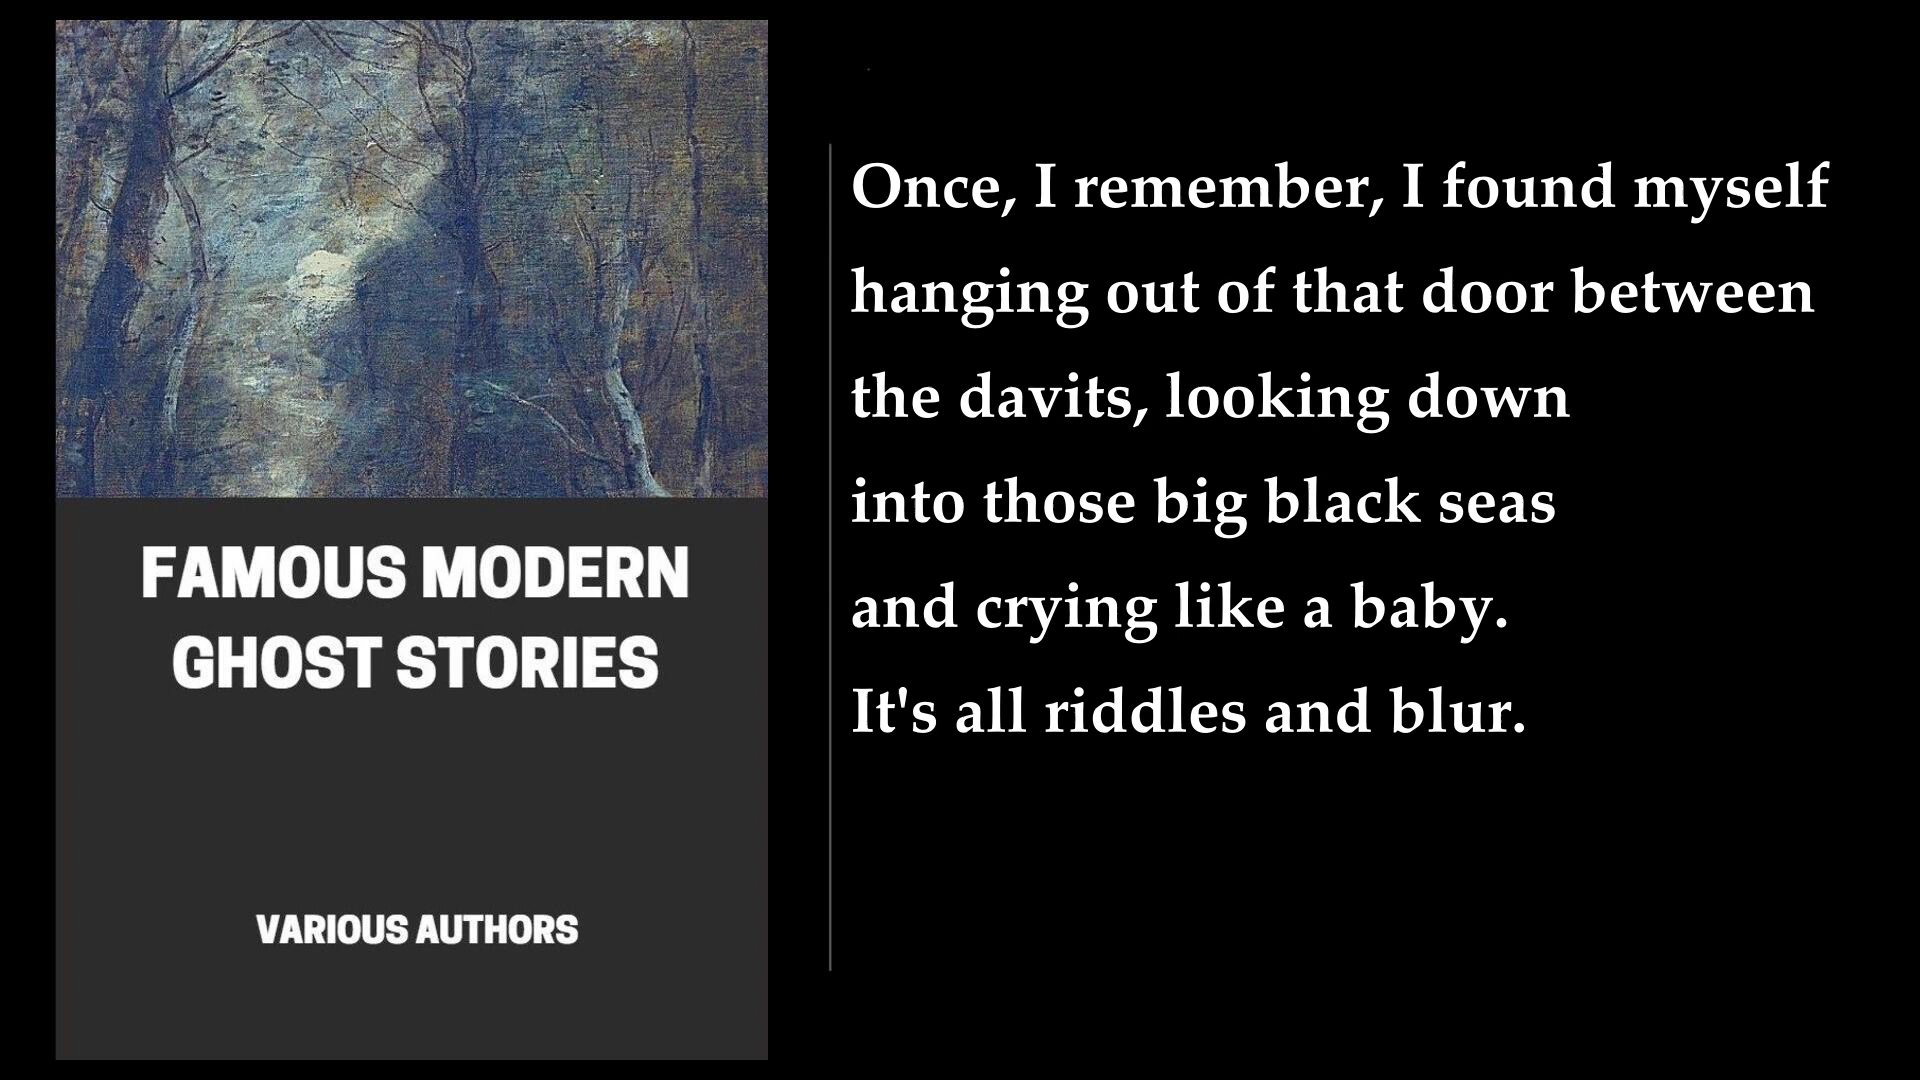 FAMOUS MODERN
GHOST STORIES
VARIOUS AUTHORS
Once, I remember, I found myself
hanging out of that door between
the davits, looking down
into those big black seas
and crying like a baby.
It's all riddles and blur.